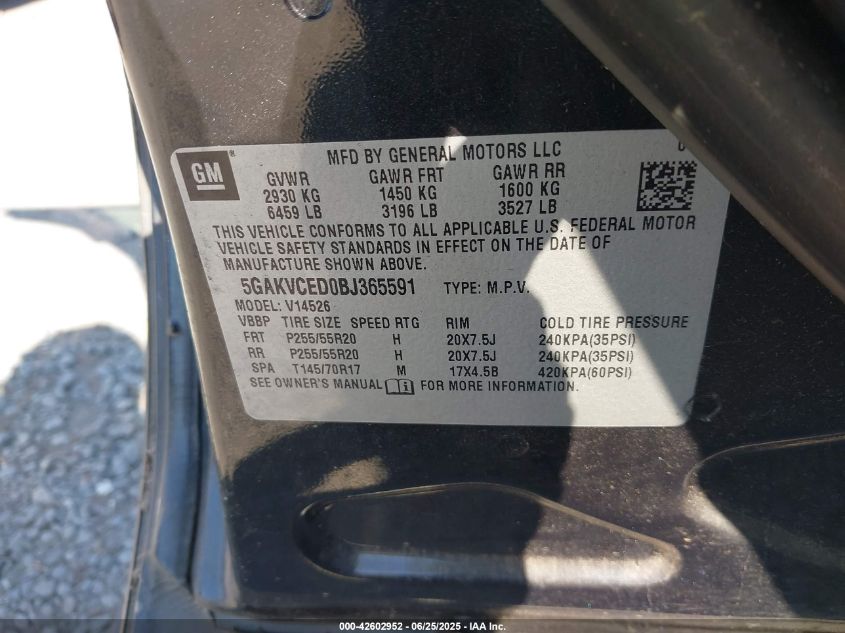 GM
MFD BY GENERAL MOTORS LLC
GVWR GAWR FRT GAWR RR
2930 KG 1450 KG 1600 KG
6459 LB 3196 LB 3527 LB
THIS VEHICLE CONFORMS TO ALL APPLICABLE U.S. FEDERAL MOTOR
VEHICLE SAFETY STANDARDS IN EFFECT ON THE DATE OF
MANUFACTURE SHOWN ABOVE.
5GAKVCED0BJ365591 TYPE: M.P.V.
MODEL: V14526
VBBP TIRE SIZE SPEED RTG RIM COLD TIRE PRESSURE
FRT P255/55R20 H 20X7.5J 240KPA(35PSI)
RR P255/55R20 H 20X7.5J 240KPA(35PSI)
SPA T145/70R17 M 17X4.5B 420KPA(60PSI)
SEE OWNER'S MANUAL FOR MORE INFORMATION.
000-42602952 - 06/25/2025 - IAA Inc.